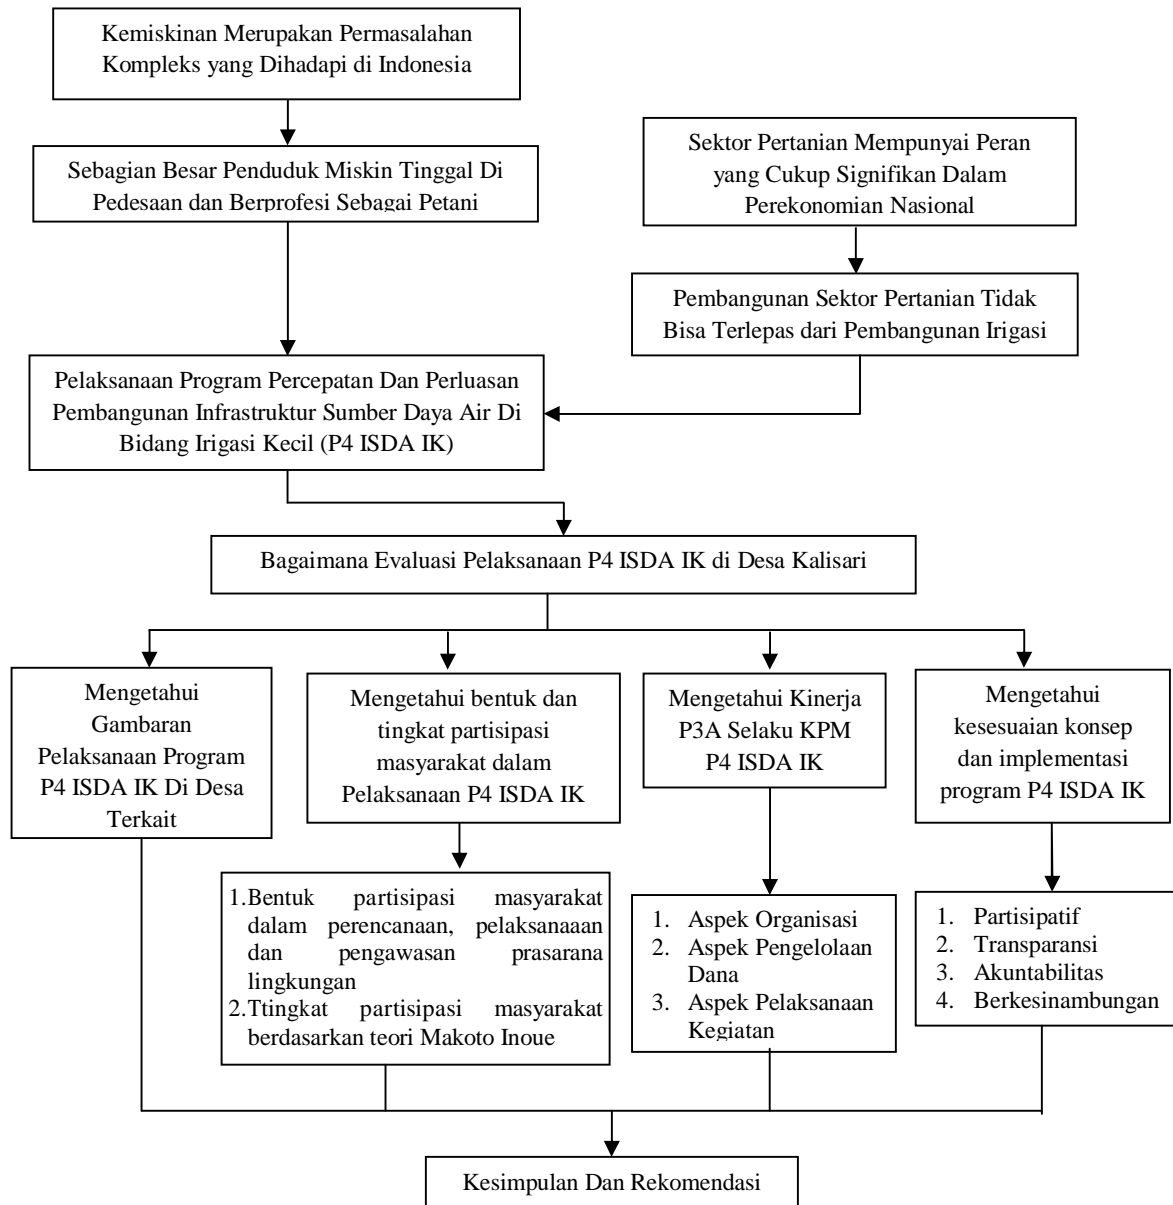 Kemiskinan Merupakan Permasalahan
Kompleks yang Dihadapi di Indonesia
Sebagian Besar Penduduk Miskin Tinggal Di
Pedesaan dan Berprofesi Sebagai Petani
Sektor Pertanian Mempunyai Peran
yang Cukup Signifikan Dalam
Perekonomian Nasional
Pembangunan Sektor Pertanian Tidak
Bisa Terlepas dari Pembangunan Irigasi
Pelaksanaan Program Percepatan Dan Perluasan
Pembangunan Infrastruktur Sumber Daya Air Di
Bidang Irigasi Kecil (P4 ISDA IK)
Bagaimana Evaluasi Pelaksanaan P4 ISDA IK di Desa Kalisari
Mengetahui
Gambaran
Pelaksanaan Program
P4 ISDA IK Di Desa
Terkait
Mengetahui bentuk dan
tingkat partisipasi
masyarakat dalam
Pelaksanaan P4 ISDA IK
Mengetahui Kinerja
P3A Selaku KPM
P4 ISDA IK
Mengetahui
kesesuaian konsep
dan implementasi
program P4 ISDA IK
1.Bentuk partisipasi masyarakat
dalam perencanaan, pelaksanaaan
dan pengawasan prasarana
lingkungan
2.Ttingkat partisipasi masyarakat
berdasarkan teori Makoto Inoue
1. Aspek Organisasi
2. Aspek Pengelolaan
Dana
3. Aspek Pelaksanaan
Kegiatan
1. Partisipatif
2. Transparansi
3. Akuntabilitas
4. Berkesinambungan
Kesimpulan Dan Rekomendasi